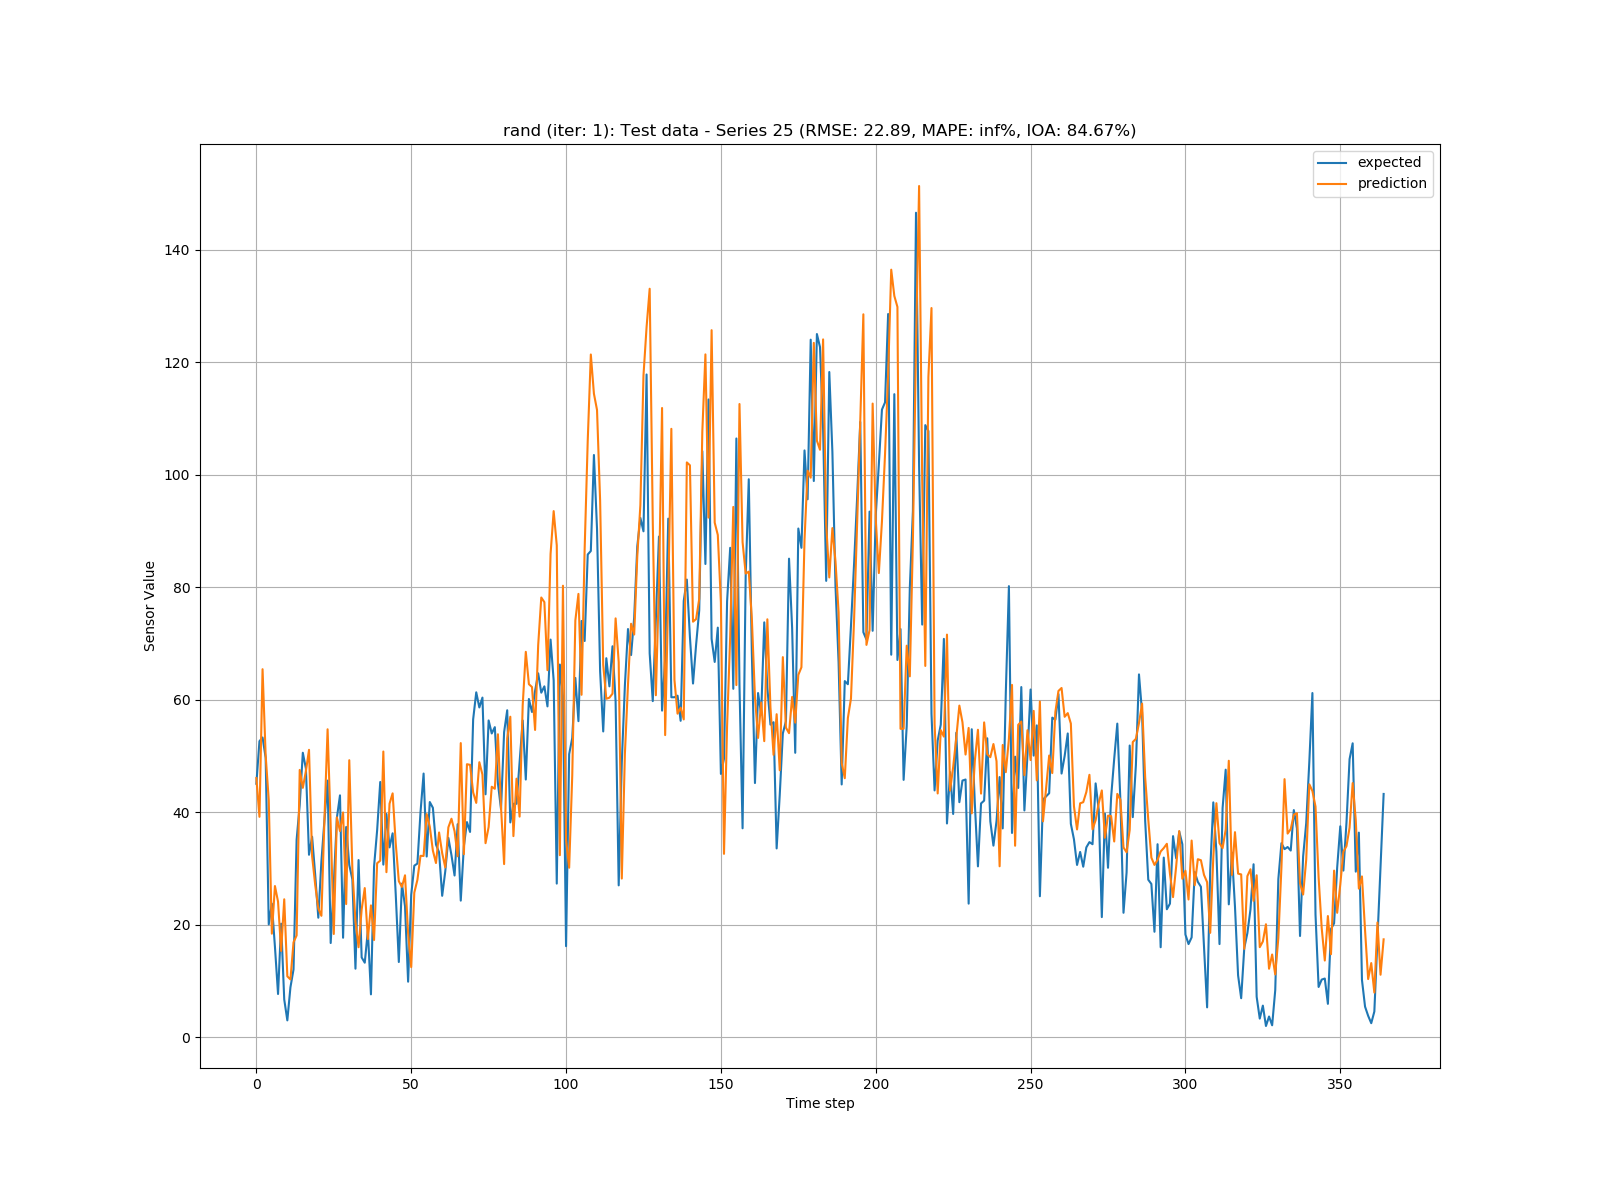 rand (iter: 1): Test data - Series 25 (RMSE: 22.89, MAPE: inf%, IOA: 84.67%)
expected
prediction
140
120
100
80
60
40
20
0
Sensor Value
0 50 100 150 200 250 300 350
Time step